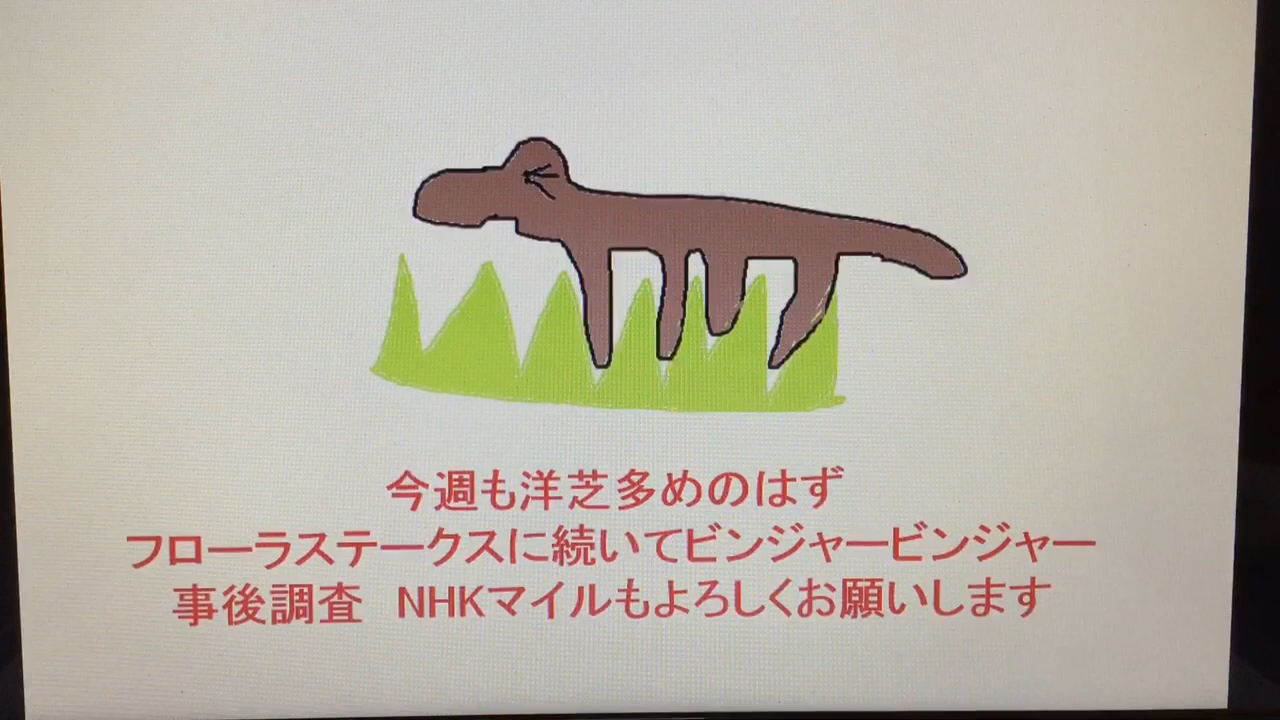 今週も洋芝多めのはず
フローラステークスに続いてビンジャービンジャー
事後調査　NHKマイルもよろしくお願いします